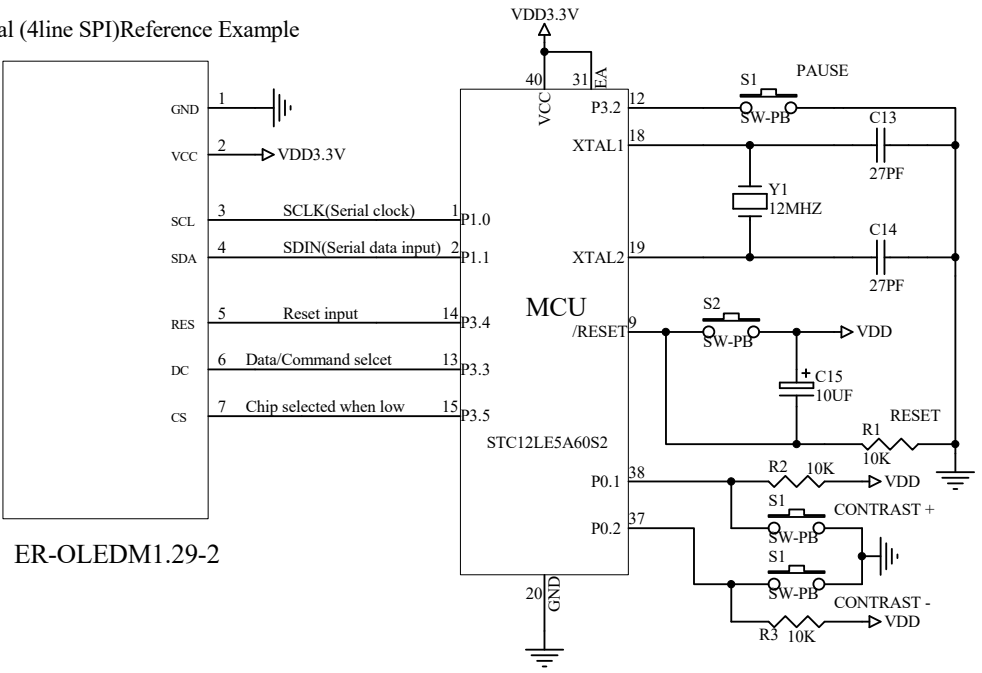 al (4line SPI)Reference Example
VDD3.3V
40
31
VCC
EA
GND
1
VCC
2
VDD3.3V
SCL
3
SCLK(Serial clock)
1
P1.0
SDA
4
SDIN(Serial data input)
2
P1.1
RES
5
Reset input
14
P3.4
DC
6
Data/Command selcet
13
P3.3
CS
7
Chip selected when low
15
P3.5
ER-OLEDM1.29-2
MCU
STC12LE5A60S2
P3.2
12
S1
PAUSE
SW-PB
XTAL1
18
C13
27PF
Y1
12MHZ
XTAL2
19
C14
27PF
/RESET
9
S2
SW-PB
VDD
+
C15
10UF
RESET
R1
10K
P0.1
38
R2
10K
VDD
S1
CONTRAST +
SW-PB
P0.2
37
S1
SW-PB
CONTRAST -
R3
10K
VDD
20
GND